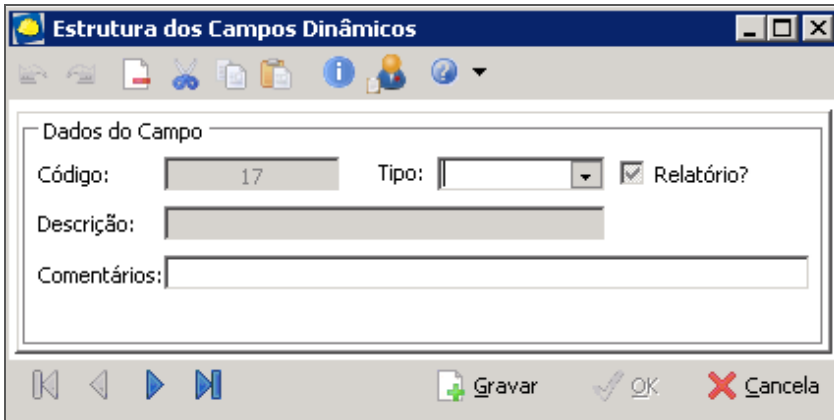 Estrutura dos Campos Dinâmicos
Dados do Campo
Código: 17 Tipo: Relatório?
Descrição:
Comentários:
Gravar OK Cancela